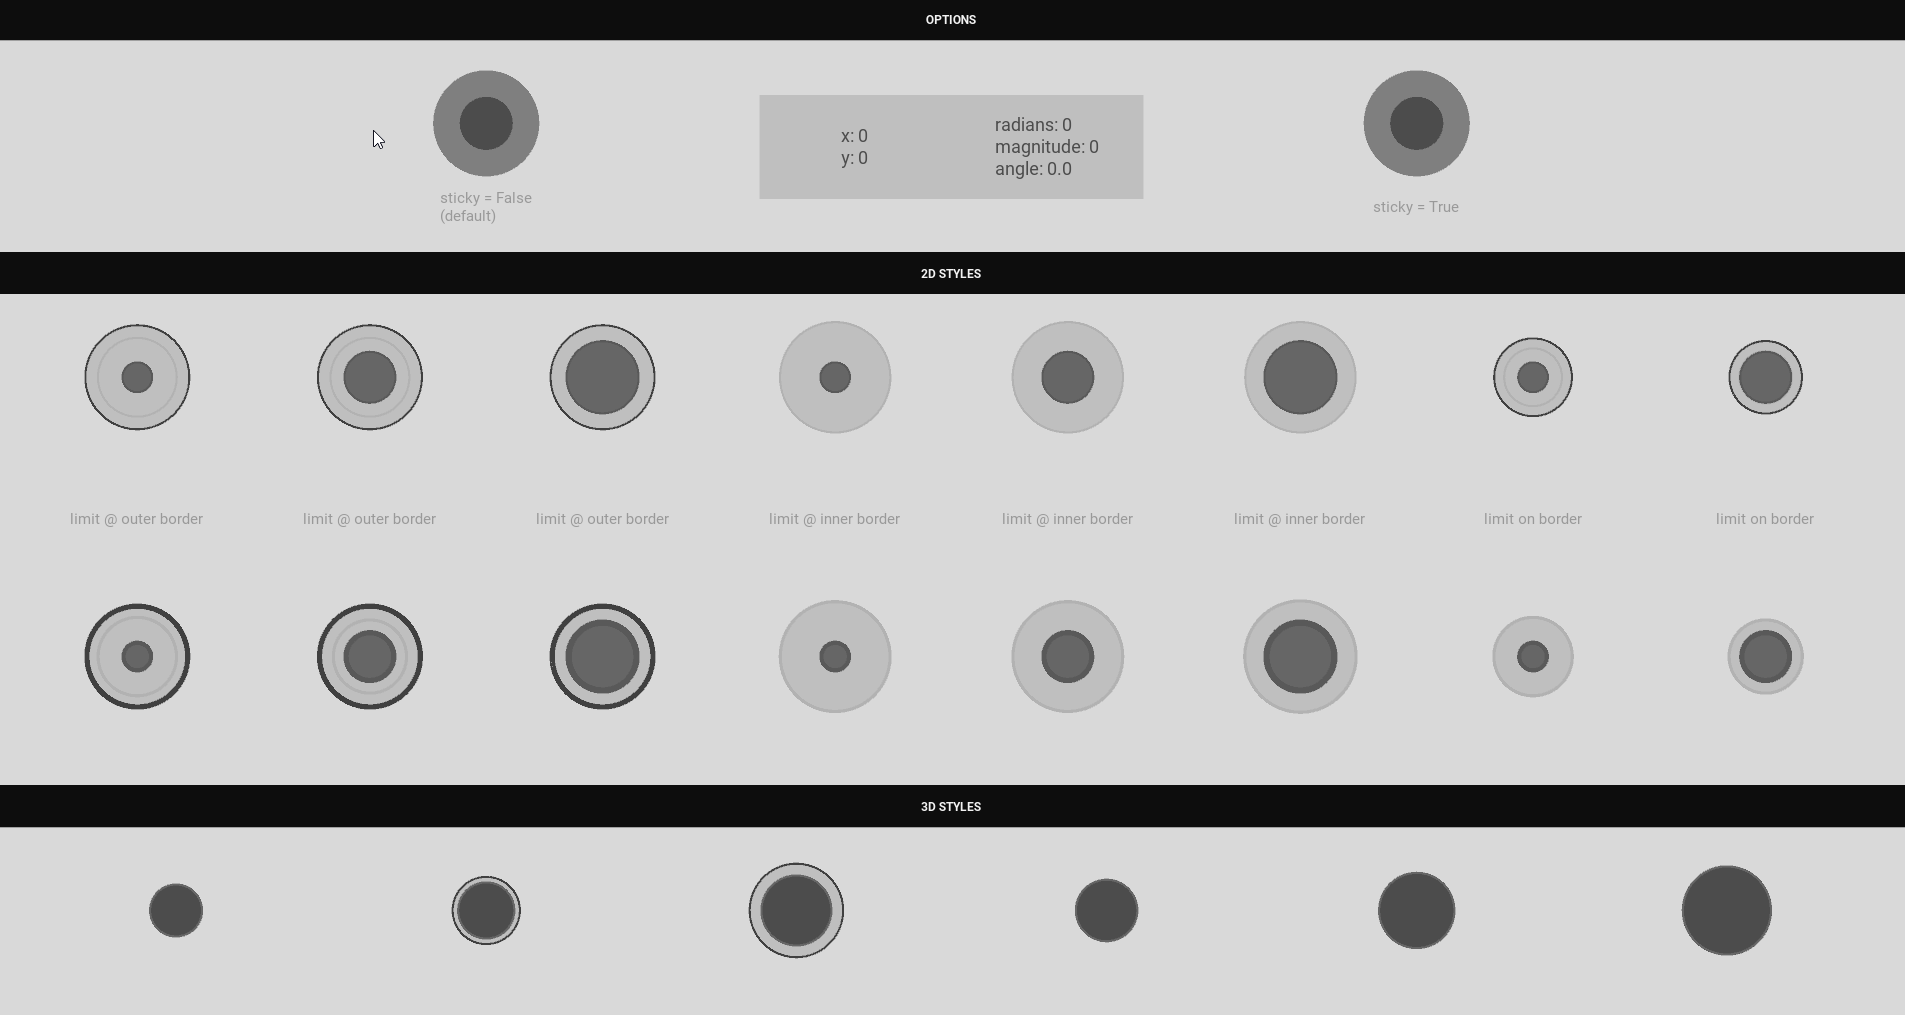 OPTIONS
x: 0
y: 0
radians: 0
magnitude: 0
angle: 0.0
sticky = False
(default)
sticky = True
2D STYLES
limit @ outer border
limit @ outer border
limit @ outer border
limit @ inner border
limit @ inner border
limit @ inner border
limit on border
limit on border
3D STYLES